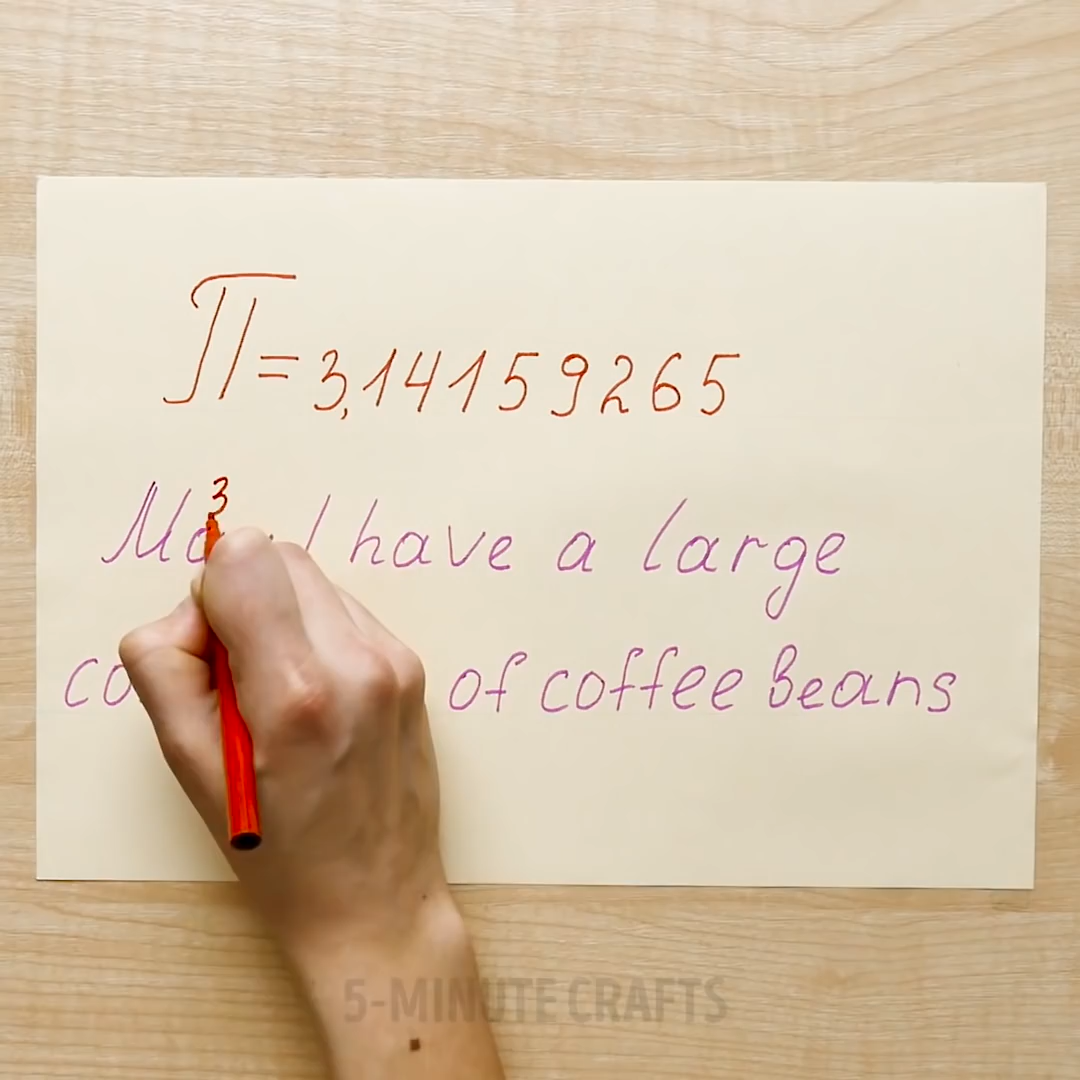 П=3,14159265
3
I have a large
of coffee beans
5-MINUTE CRAFTS